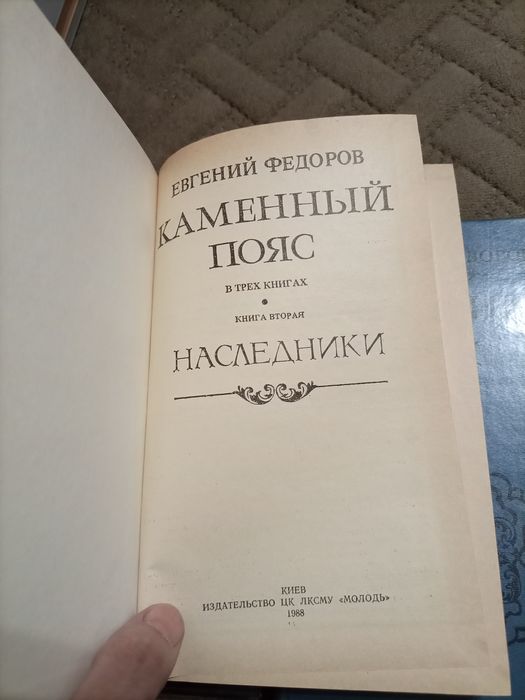 ЕВГЕНИЙ ФЕДОРОВ
КАМЕННЫЙ
ПОЯС
В ТРЕХ КНИГАХ
КНИГА ВТОРАЯ
НАСЛЕДНИКИ
КИЕВ
ИЗДАТЕЛЬСТВО ЦК ЛКСМУ «МОЛОДЬ»
1988